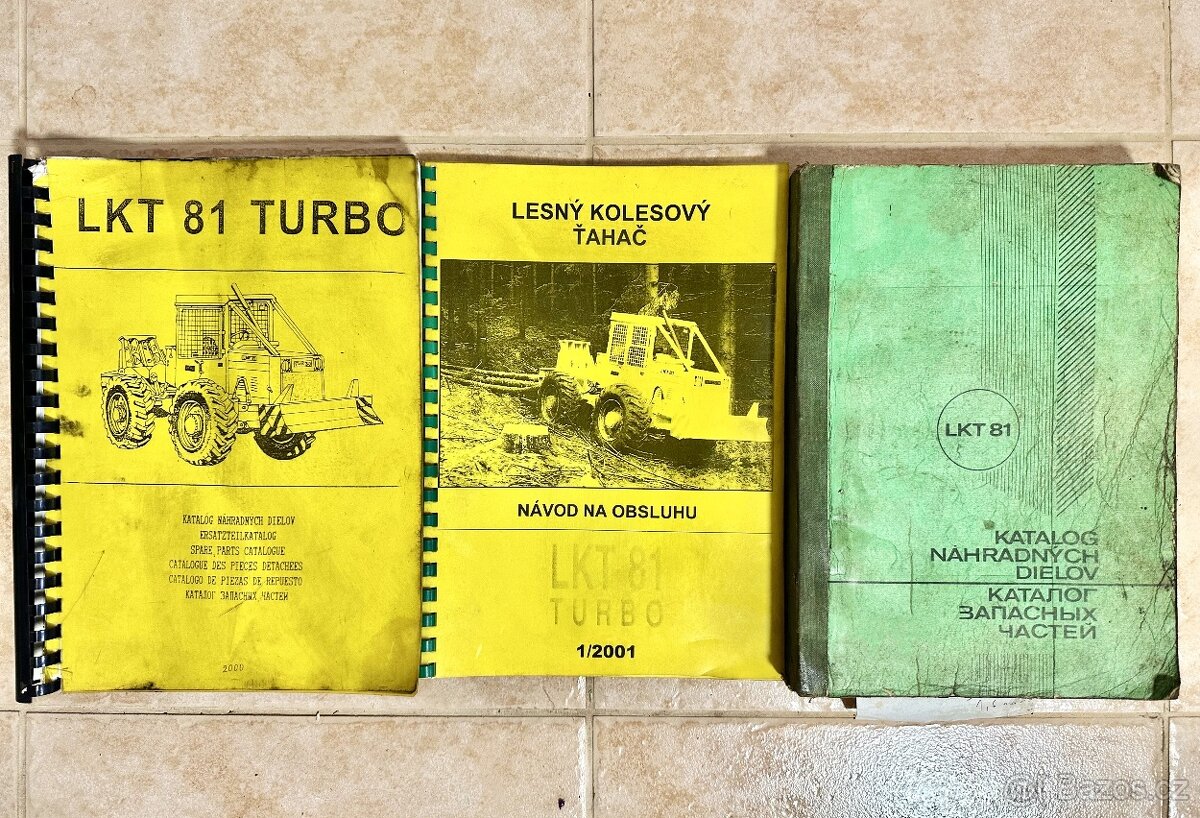 LKT 81 TURBO
KATALÓG NÁHRADNÝCH DIELOV
ERSATZTEILKATALOG
SPARE PARTS CATALOGUE
CATALOGUE DES PIECES DETACHEES
CATALOGO DE PIEZAS DE REPUESTO
КАТАЛОГ ЗАПАСНЫХ ЧАСТЕЙ
2000
LESNÝ KOLESOVÝ
ŤAHAČ
NÁVOD NA OBSLUHU
LKT 81
TURBO
1/2001
LKT 81
KATALOG
NÁHRADNÝCH
DIELOV
КАТАЛОГ
ЗАПАСНЫХ
ЧАСТЕЙ
Bazos.cz